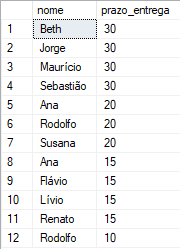 nome prazo_entrega
1 Beth 30
2 Jorge 30
3 Maurício 30
4 Sebastião 30
5 Ana 20
6 Rodolfo 20
7 Susana 20
8 Ana 15
9 Flávio 15
10 Lívio 15
11 Renato 15
12 Rodolfo 10